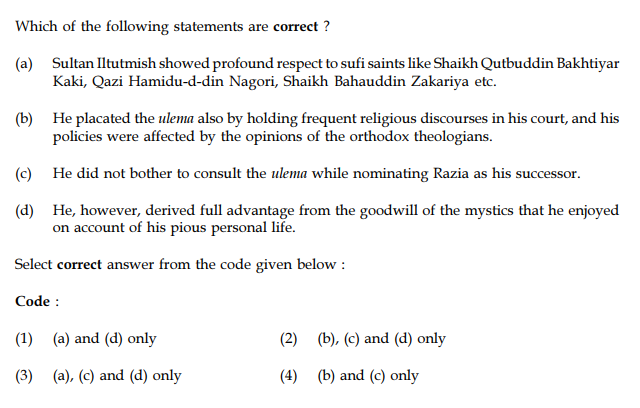 Which of the following statements are correct ?
(a) Sultan Iltutmish showed profound respect to sufi saints like Shaikh Qutbuddin Bakhtiyar
Kaki, Qazi Hamidu-d-din Nagori, Shaikh Bahauddin Zakariya etc.
(b) He placated the ulema also by holding frequent religious discourses in his court, and his
policies were affected by the opinions of the orthodox theologians.
(c) He did not bother to consult the ulema while nominating Razia as his successor.
(d) He, however, derived full advantage from the goodwill of the mystics that he enjoyed
on account of his pious personal life.
Select correct answer from the code given below :
Code :
(1) (a) and (d) only (2) (b), (c) and (d) only
(3) (a), (c) and (d) only (4) (b) and (c) only